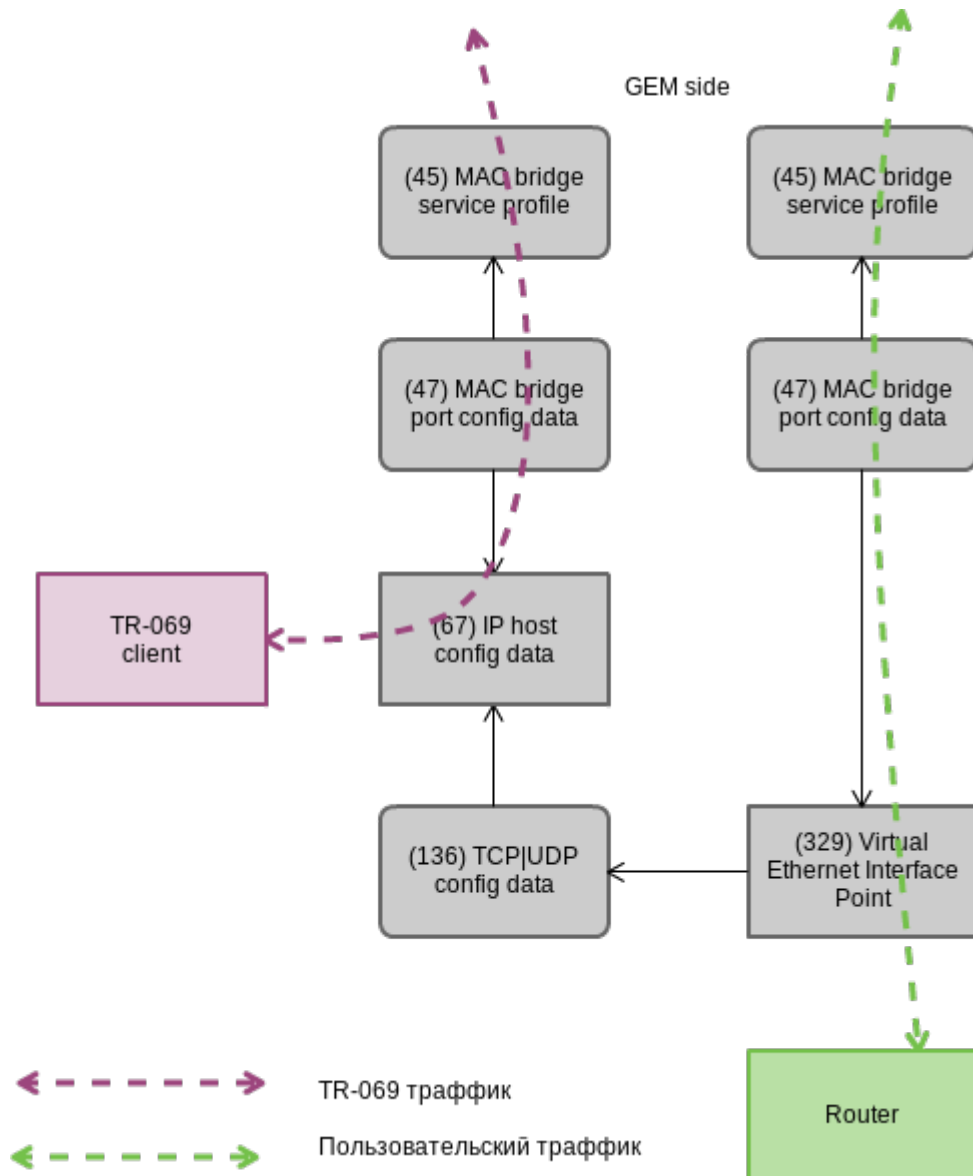 GEM side
(45) MAC bridge
service profile
(45) MAC bridge
service profile
(47) MAC bridge
port config data
(47) MAC bridge
port config data
TR-069
client
(67) IP host
config data
(136) TCP|UDP
config data
(329) Virtual
Ethernet Interface
Point
TR-069 траффик
Пользовательский траффик
Router